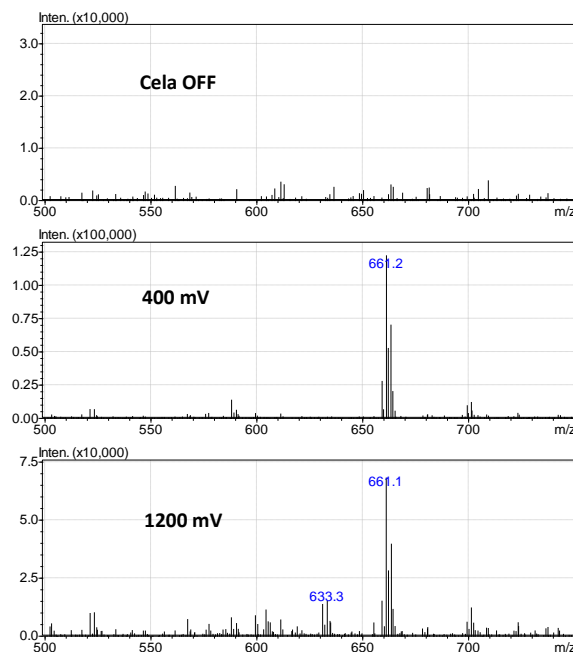 Inten. (x10,000)
3.0
Cela OFF
2.0
1.0
0.0
500 550 600 650 700 m/z
Inten. (x100,000)
1.25
661.2
1.00
400 mV
0.75
0.50
0.25
0.00
500 550 600 650 700 m/z
Inten. (x10,000)
7.5
661.1
5.0
1200 mV
2.5
633.3
0.0
500 550 600 650 700 m/z